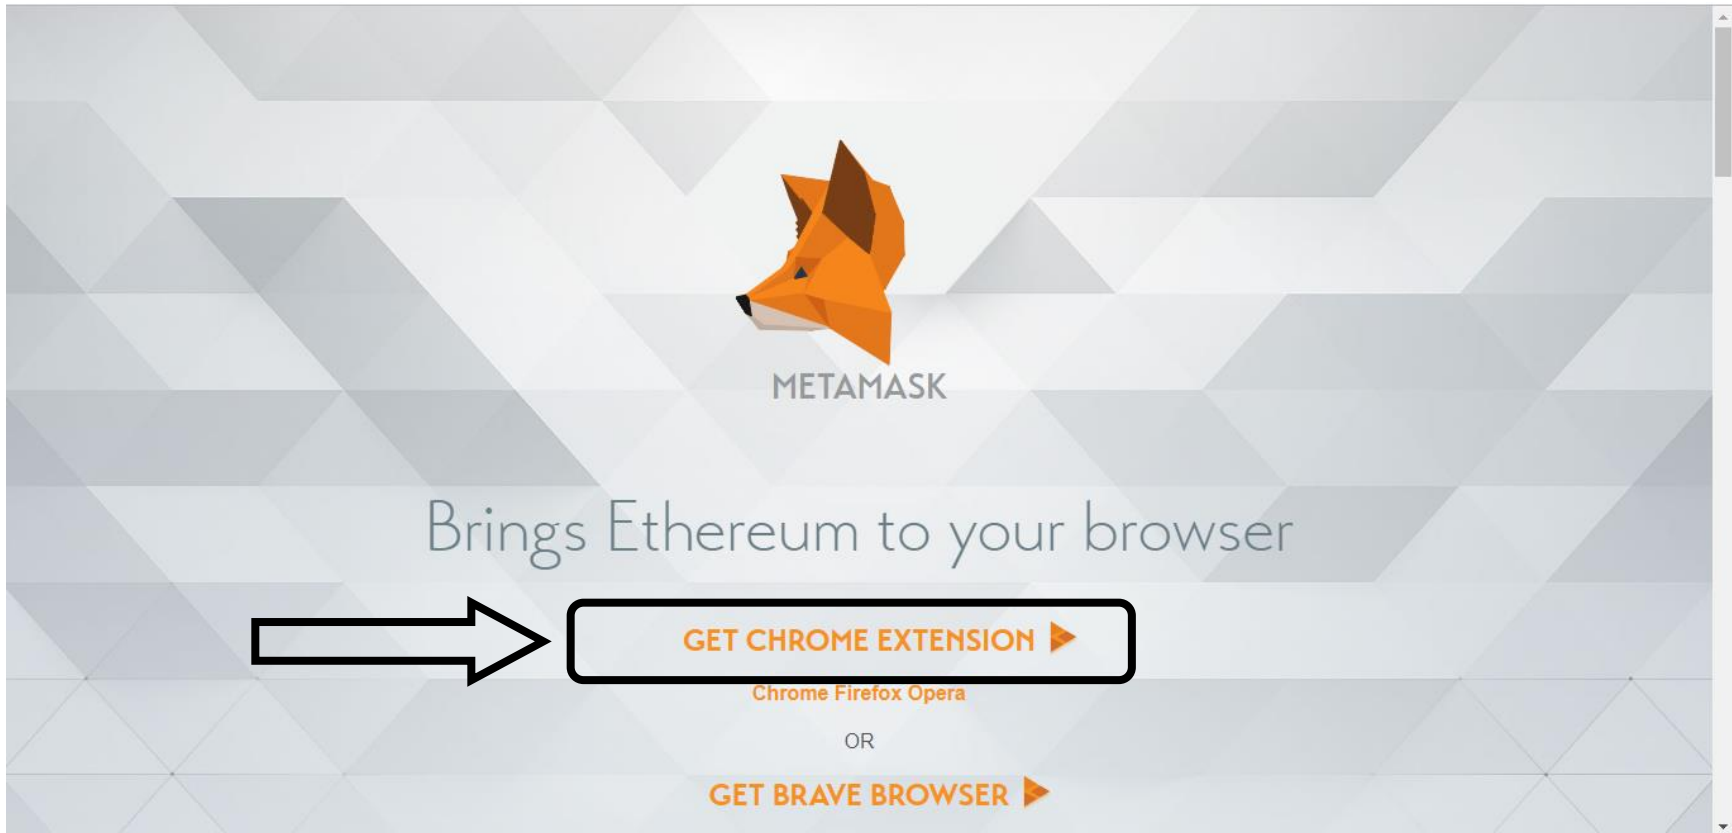 METAMASK
Brings Ethereum to your browser
GET CHROME EXTENSION
Chrome Firefox Opera
OR
GET BRAVE BROWSER